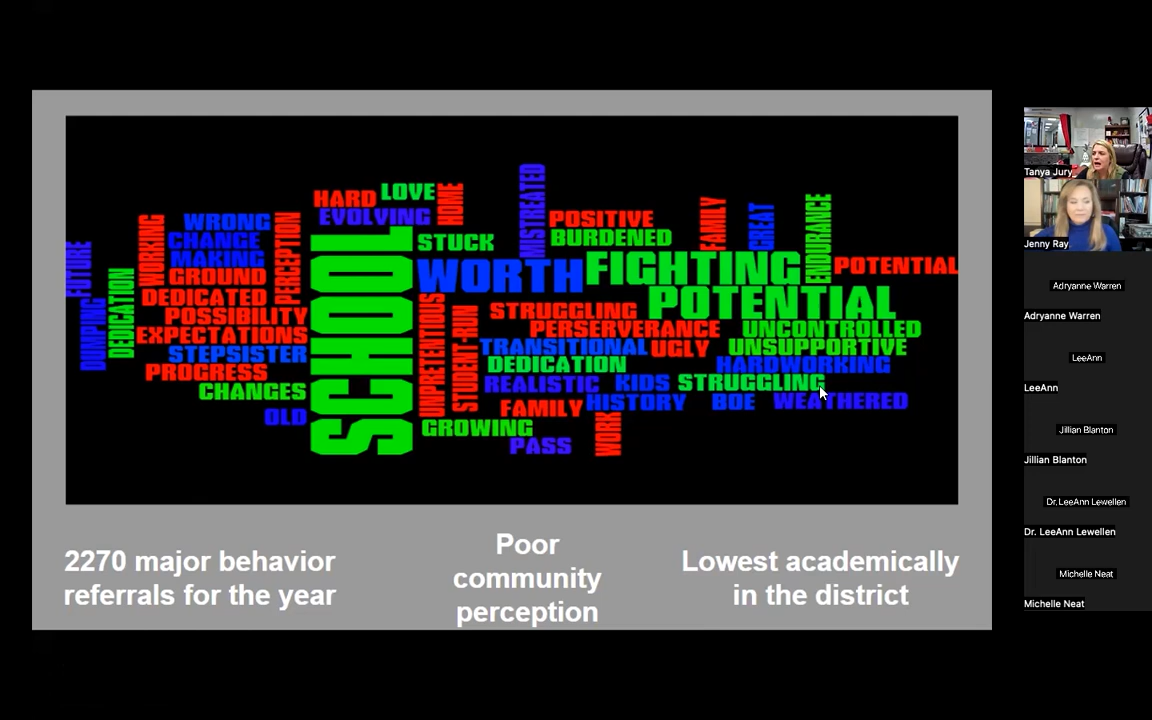 FUTURE
DUMPING
DEDICATION
WORKING
WRONG
CHANGE
MAKING
GROUND
PERCEPTION
DEDICATED
POSSIBILITY
EXPECTATIONS
STEPSISTER
PROGRESS
CHANGES
OLD
SCHOOL
HARD
LOVE
HOME
EVOLVING
STUCK
WORTH
UNPRETENTIOUS
STUDENT-RUN
MISTREATED
POSITIVE
BURDENED
FIGHTING
FAMILY
GREAT
ENDURANCE
POTENTIAL
POTENTIAL
STRUGGLING
PERSERVERANCE
UNCONTROLLED
TRANSITIONAL
UGLY
UNSUPPORTIVE
DEDICATION
HARDWORKING
REALISTIC
KIDS
STRUGGLING
FAMILY
HISTORY
BOE
WEATHERED
GROWING
WORK
PASS
2270 major behavior
referrals for the year
Poor
community
perception
Lowest academically
in the district
Tanya Jury
Jenny Ray
Adryanne Warren
Adryanne Warren
LeeAnn
LeeAnn
Jillian Blanton
Jillian Blanton
Dr.LeeAnn Lewellen
Dr. LeeAnn Lewellen
Michelle Neat
Michelle Neat